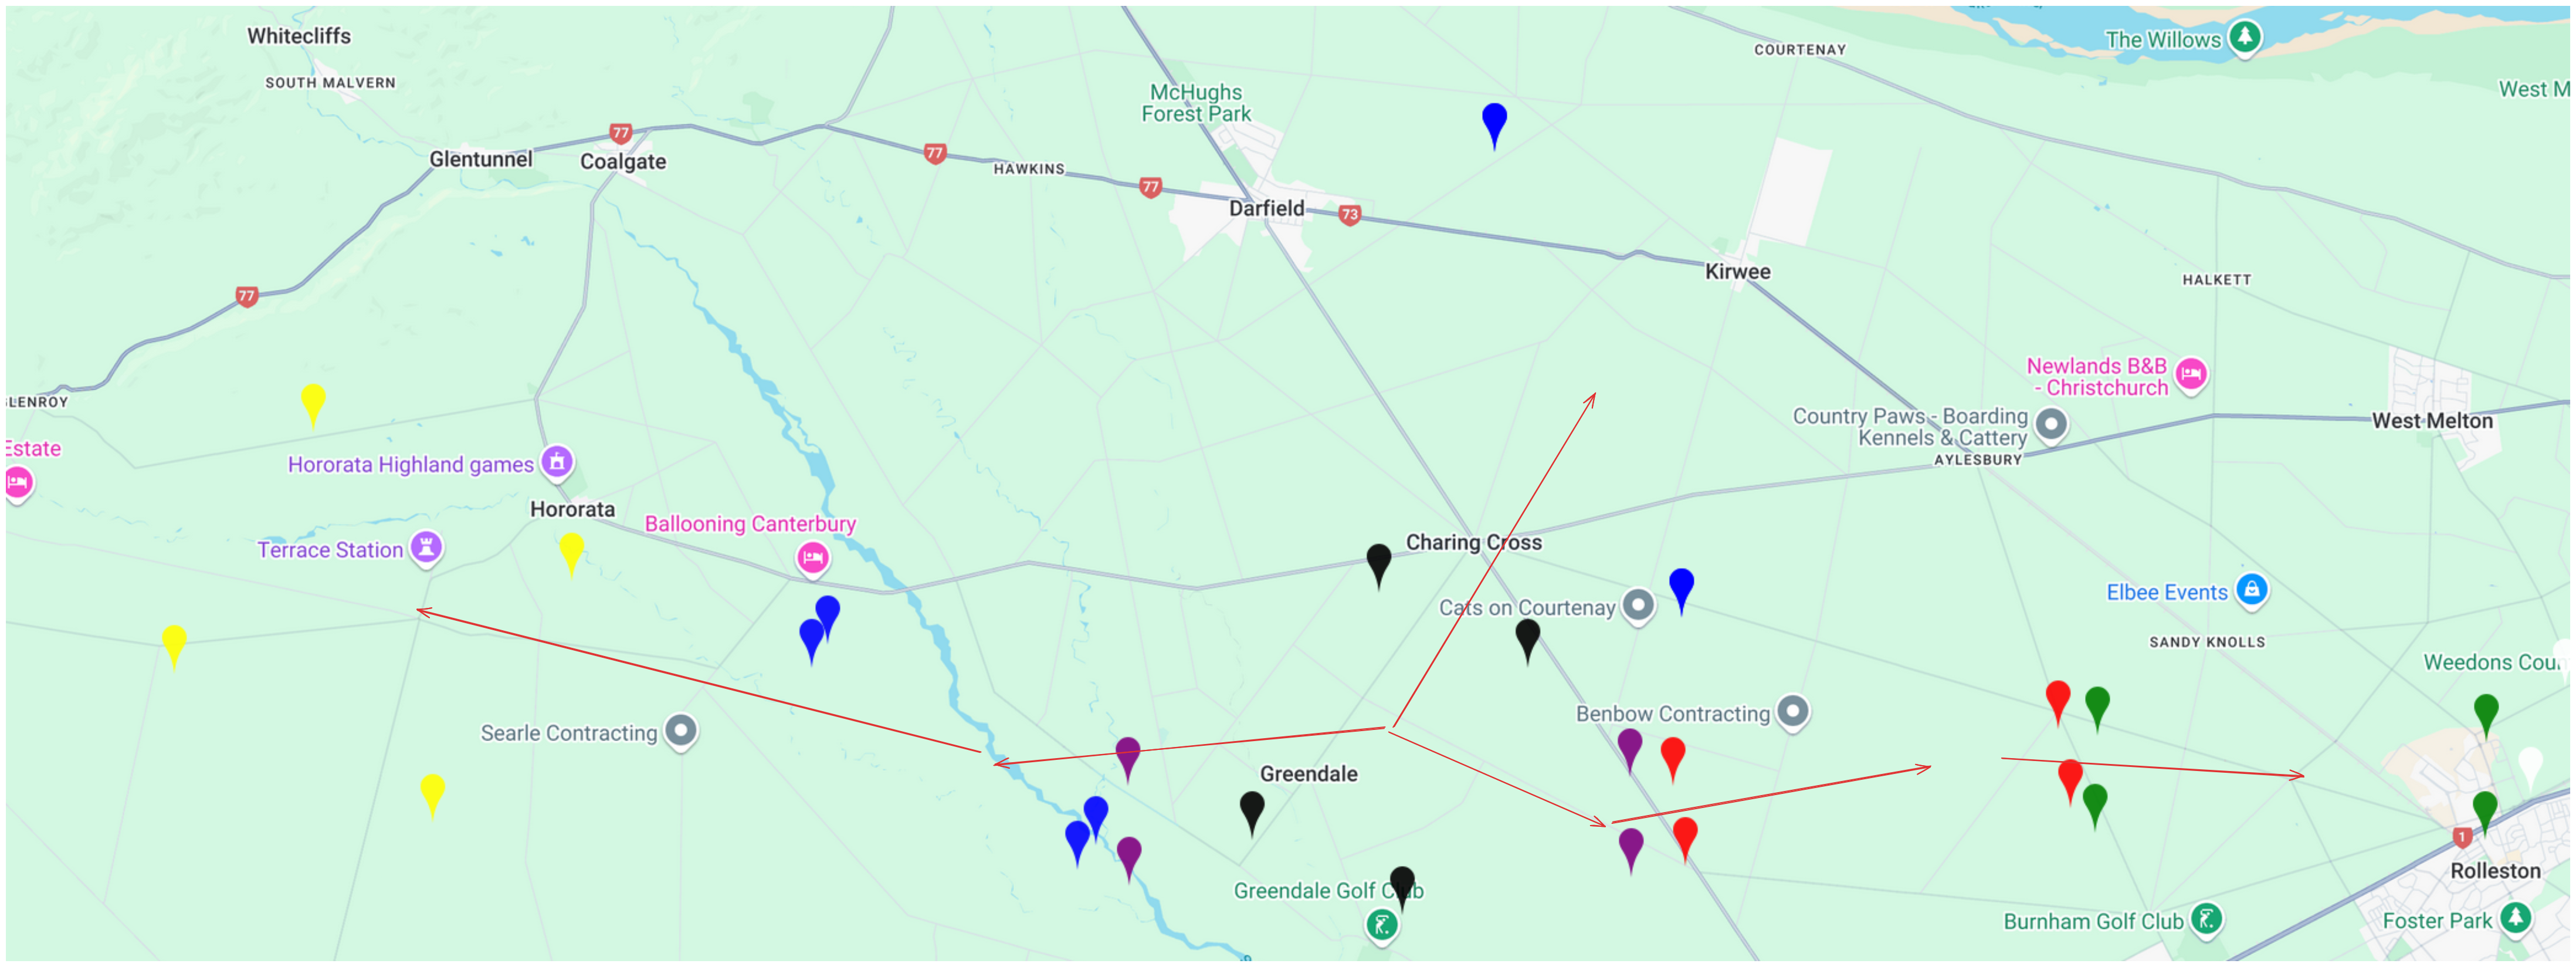 Whitecliffs
SOUTH MALVERN
Glentunnel
77
Coalgate
77
HAWKINS
77
McHughs
Forest Park
Darfield
73
COURTENAY
The Willows
West M
Kirwee
HALKETT
77
LENROY
Estate
Hororata Highland games
Hororata
Terrace Station
Ballooning Canterbury
Searle Contracting
Charing Cross
Cats on Courtenay
Benbow Contracting
Greendale
Greendale Golf Club
Newlands B&B
- Christchurch
Country Paws - Boarding
Kennels & Cattery
AYLESBURY
West Melton
Elbee Events
SANDY KNOLLS
Weedons Cou
1
Rolleston
Burnham Golf Club
Foster Park